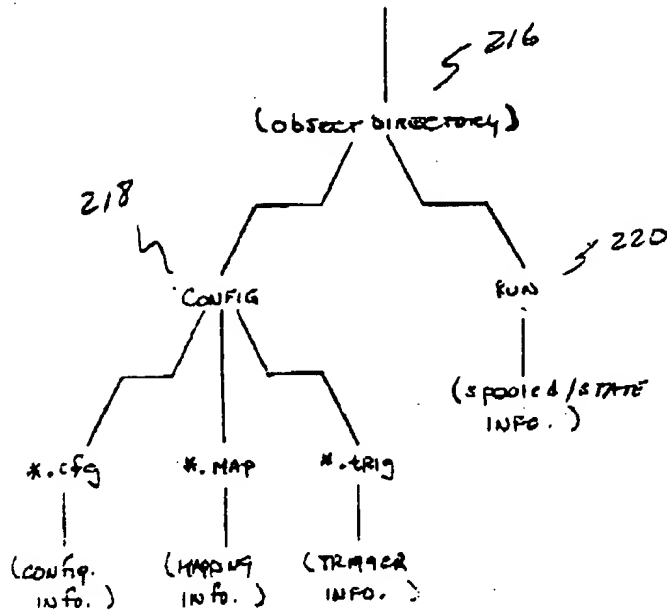 216
(OBJECT DIRECTORY)
218
220
CONFIG
RUN
(spooled/STATE
INFO.)
*.cfg
*.MAP
*.tRIG
(CONFIG.
INFO.)
(MAPPING
INFO.)
(TRIGGER
INFO.)